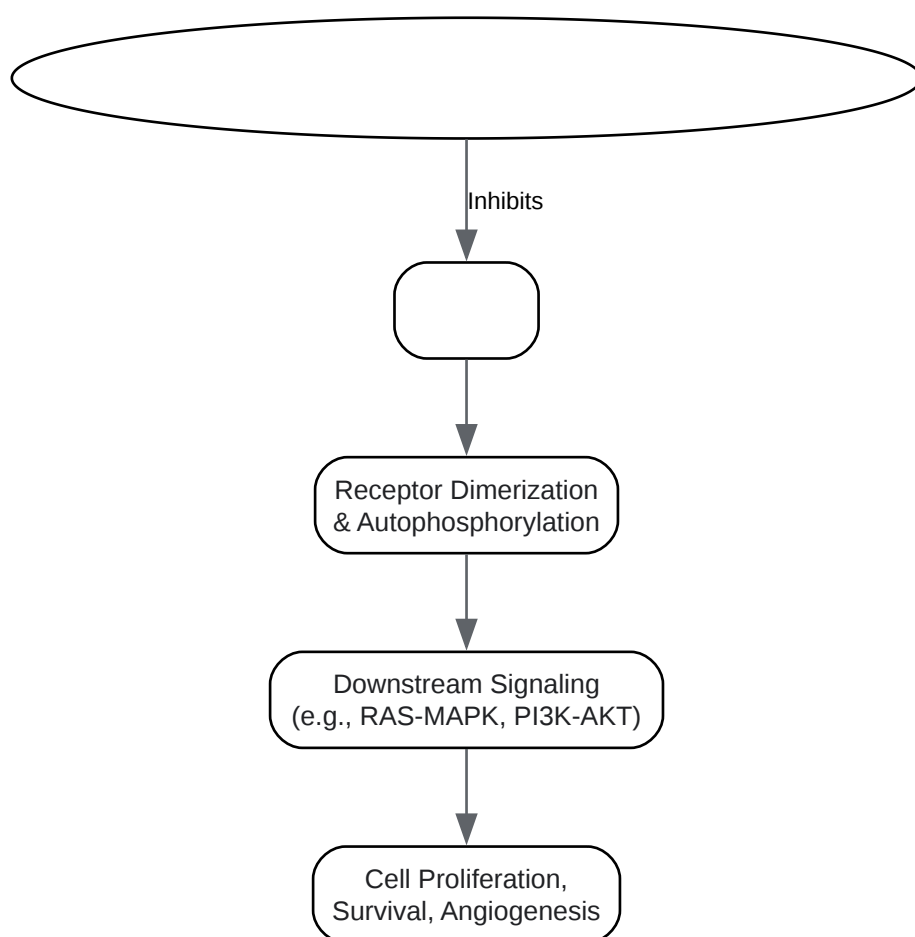 Inhibits
Receptor Dimerization
& Autophosphorylation
Downstream Signaling
(e.g., RAS-MAPK, PI3K-AKT)
Cell Proliferation,
Survival, Angiogenesis